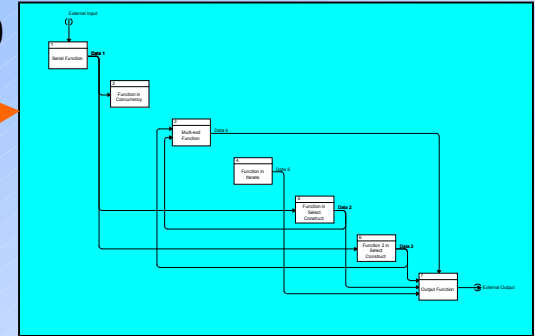 External Input
1
Serial Function
Data 1
2
Function in
Concurrency
3
Multi-exit
Function
Data 4
4
Function in
Iterate
Data 5
5
Function in
Select
Construct
Data 2
6
Function 2 in
Select
Construct
Data 3
7
Output Function
External Output